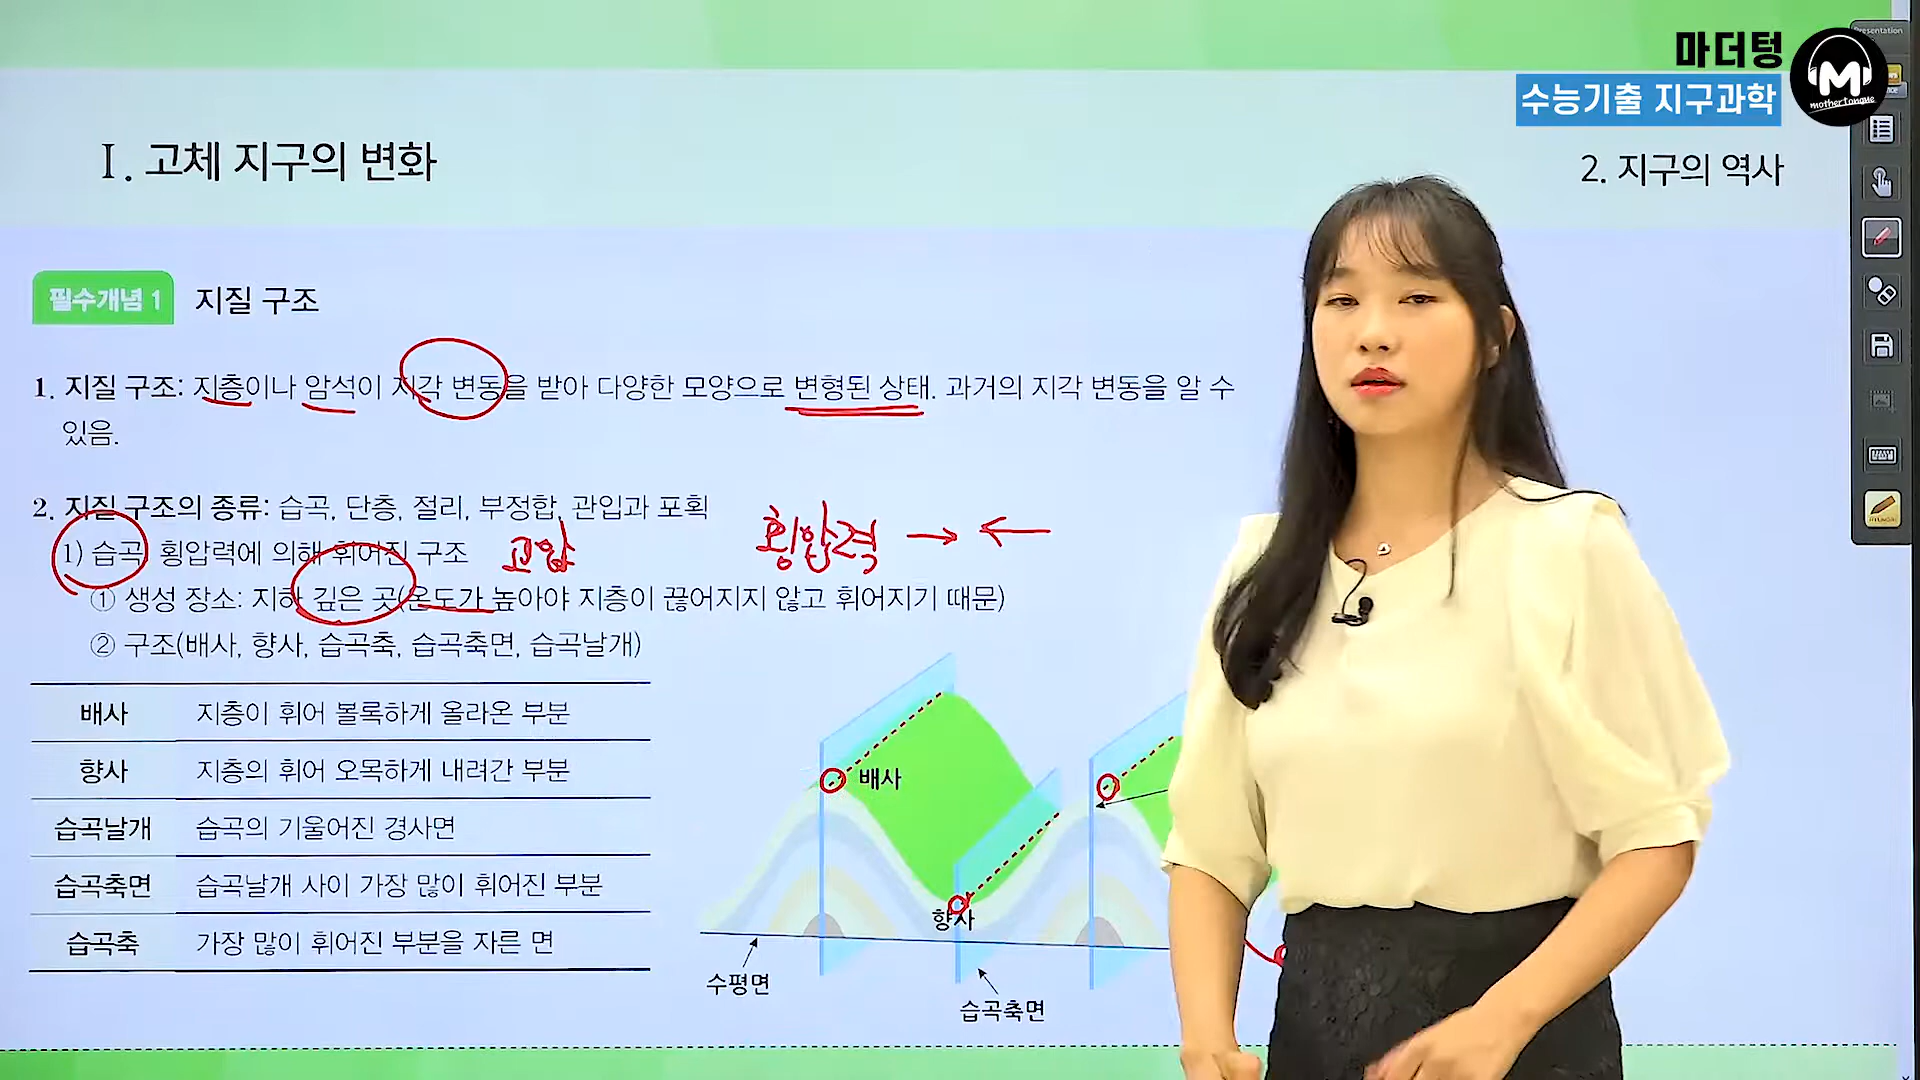 Presentation
마더텅
수능기출 지구과학
M
mothertongue
I. 고체 지구의 변화
2. 지구의 역사
필수개념 1 지질 구조
1. 지질 구조: 지층이나 암석이 지각 변동을 받아 다양한 모양으로 변형된 상태. 과거의 지각 변동을 알 수
있음.
2. 지질 구조의 종류: 습곡, 단층, 절리, 부정합, 관입과 포획
1) 습곡: 횡압력에 의해 휘어진 구조
고압
횡압력 → ←
① 생성 장소: 지하 깊은 곳(온도가 높아야 지층이 끊어지지 않고 휘어지기 때문)
② 구조(배사, 향사, 습곡축, 습곡축면, 습곡날개)
배사 지층이 휘어 볼록하게 올라온 부분
향사 지층의 휘어 오목하게 내려간 부분
습곡날개 습곡의 기울어진 경사면
습곡축면 습곡날개 사이 가장 많이 휘어진 부분
습곡축 가장 많이 휘어진 부분을 자른 면
배사
향사
수평면
습곡축면